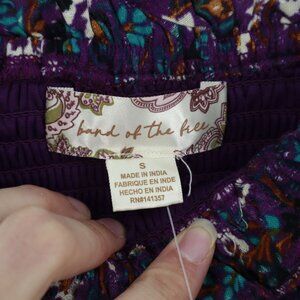 band of the free
S
MADE IN INDIA
FABRIQUE EN INDE
HECHO EN INDIA
RN#141357